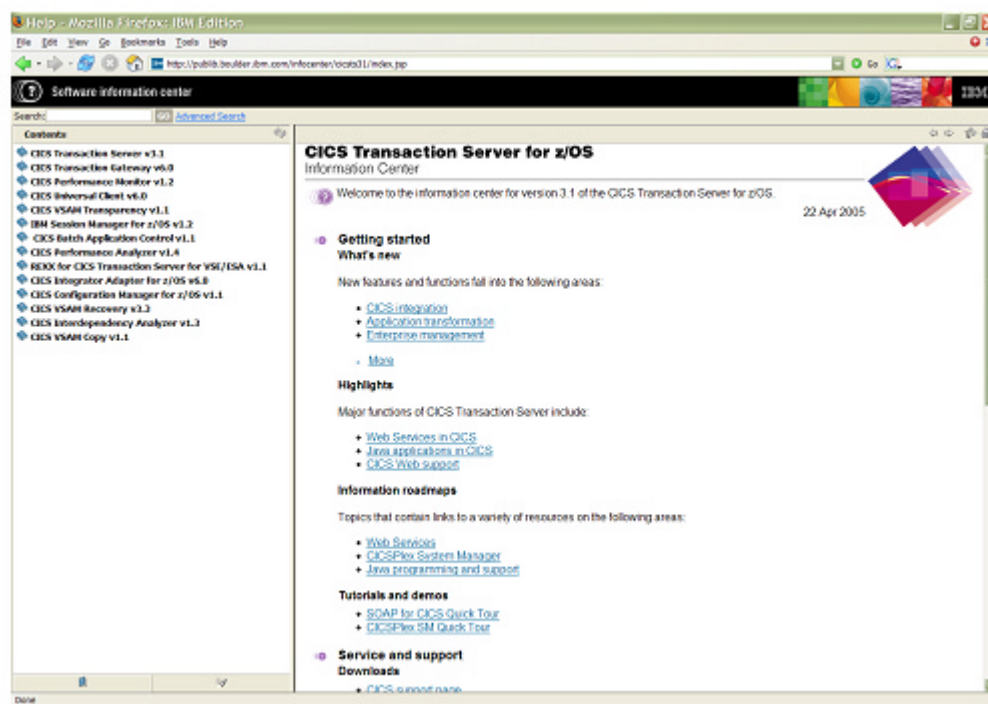 Help - Mozilla Firefox: IBM Edition
File Edit View Go Bookmarks Tools Help
http://publib.boulder.ibm.com/infocenter/cicsts31/index.jsp
Go
Software information center
IBM
Search:
GO
Advanced Search
Contents
CICS Transaction Server v3.1
CICS Transaction Gateway v6.0
CICS Performance Monitor v1.2
CICS Universal Client v6.0
CICS VSAM Transparency v1.1
IBM Session Manager for z/OS v1.2
CICS Batch Application Control v1.1
CICS Performance Analyzer v1.4
REXX for CICS Transaction Server for VSE/ESA v1.1
CICS Integrator Adapter for z/OS v6.0
CICS Configuration Manager for z/OS v1.1
CICS VSAM Recovery v3.3
CICS Interdependency Analyzer v1.3
CICS VSAM Copy v1.1
CICS Transaction Server for z/OS
Information Center
Welcome to the information center for version 3.1 of the CICS Transaction Server for z/OS.
22 Apr 2005
Getting started
What's new
New features and functions fall into the following areas:
CICS integration
Application transformation
Enterprise management
More
Highlights
Major functions of CICS Transaction Server include:
Web Services in CICS
Java applications in CICS
CICS Web support
Information roadmaps
Topics that contain links to a variety of resources on the following areas:
Web Services
CICSPlex System Manager
Java programming and support
Tutorials and demos
SOAP for CICS Quick Tour
CICSPlex SM Quick Tour
Service and support
Downloads
CICS support page
Done